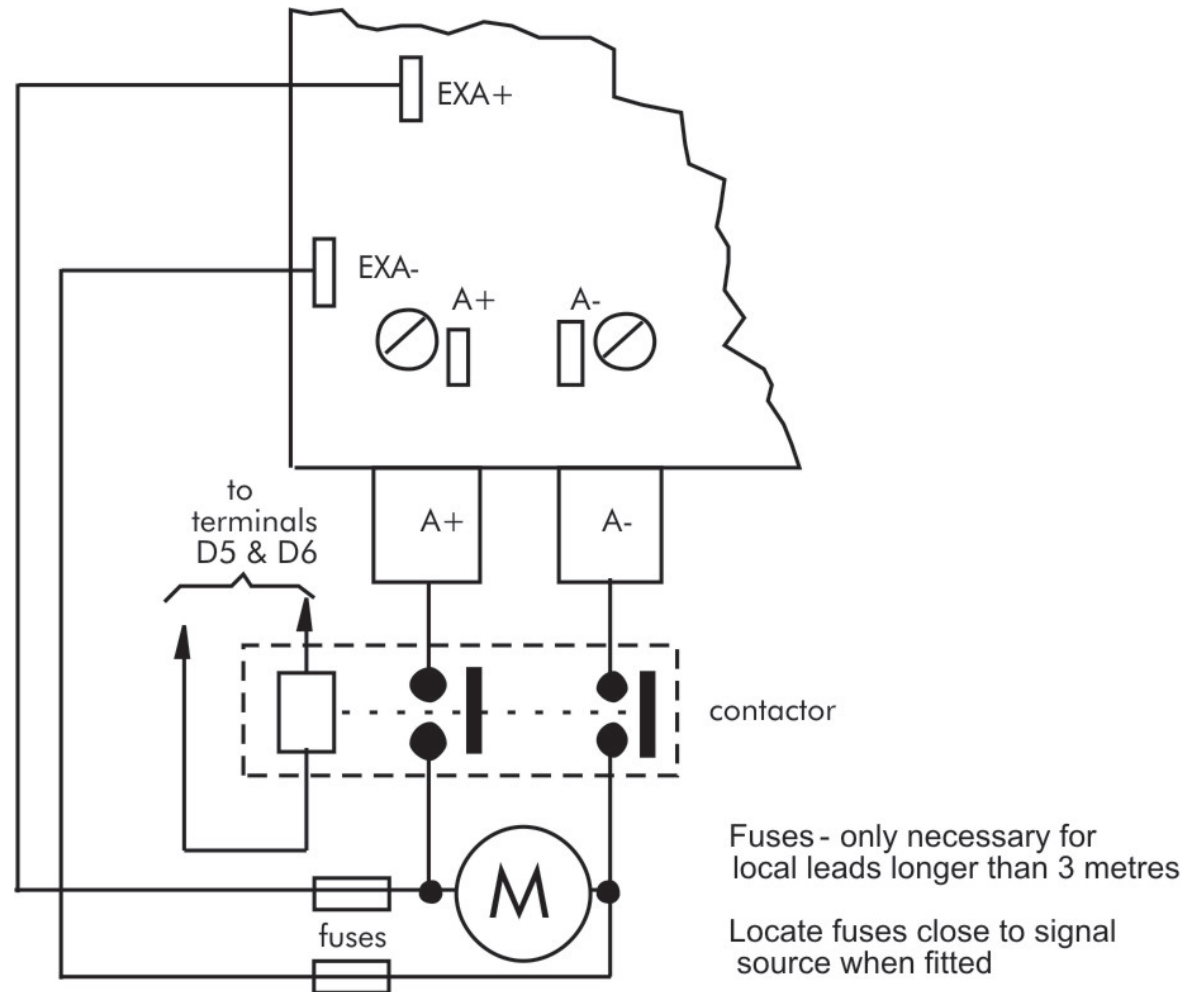 EXA+
EXA-
A+
A-
to
terminals
D5 & D6
A+
A-
contactor
M
fuses
Fuses - only necessary for
local leads longer than 3 metres
Locate fuses close to signal
source when fitted